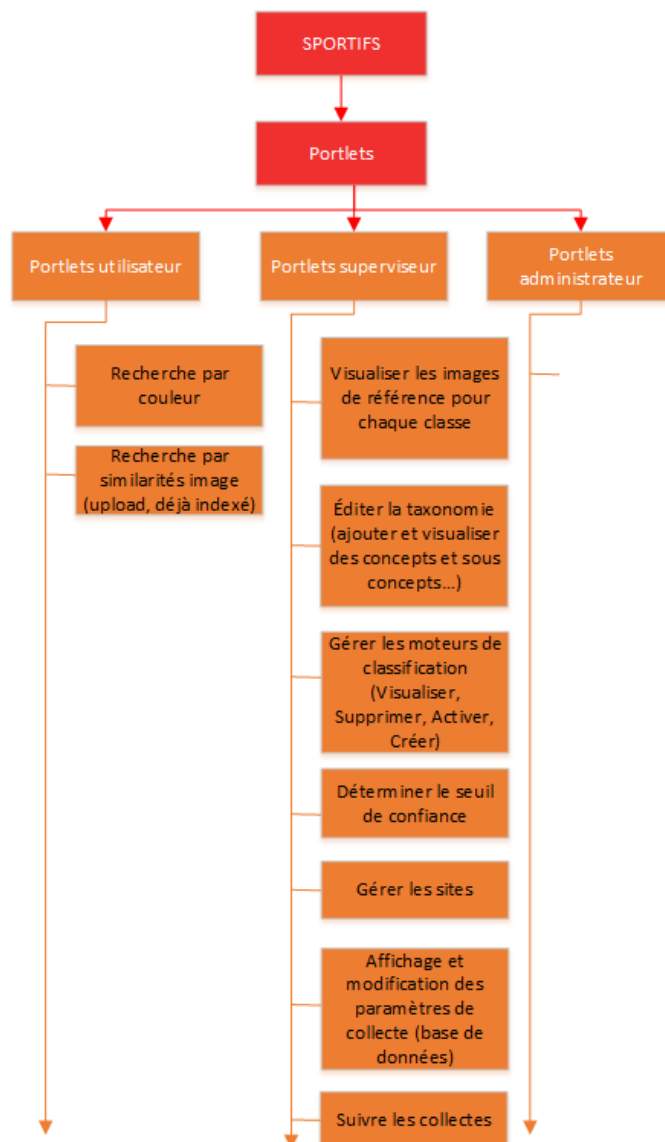 SPORTIFS
Portlets
Portlets utilisateur
Portlets superviseur
Portlets
administrateur
Recherche par
couleur
Recherche par
similarités image
(upload, déjà indexé)
Visualiser les images
de référence pour
chaque classe
Éditer la taxonomie
(ajouter et visualiser
des concepts et sous
concepts...)
Gérer les moteurs de
classification
(Visualiser,
Supprimer, Activer,
Créer)
Déterminer le seuil
de confiance
Gérer les sites
Affichage et
modification des
paramètres de
collecte (base de
données)
Suivre les collectes